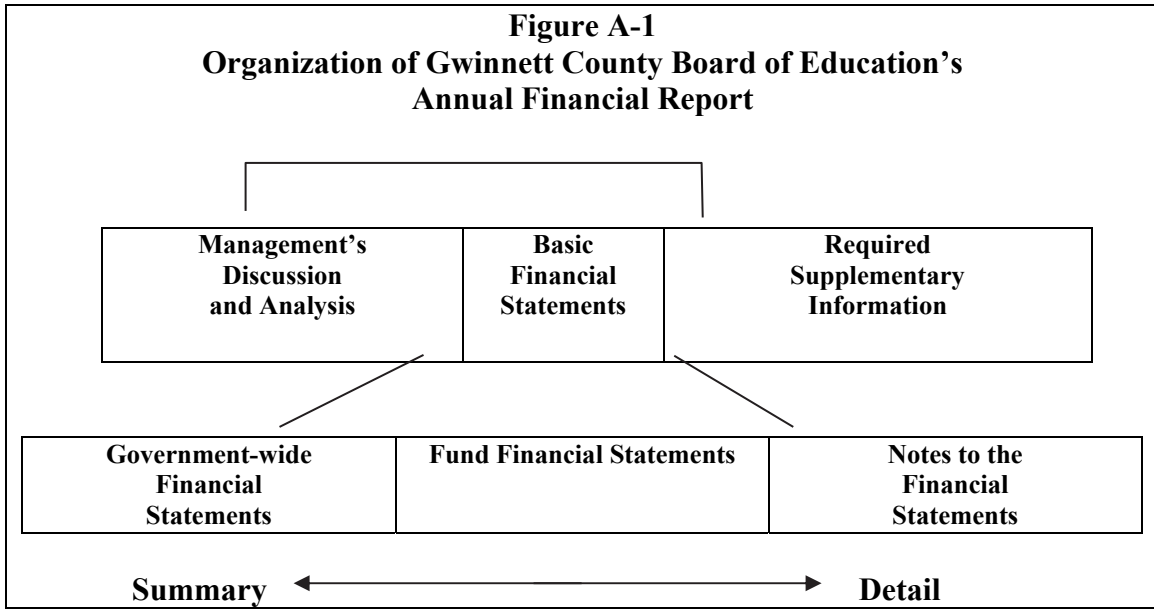 Figure A-1
Organization of Gwinnett County Board of Education’s
Annual Financial Report
Management’s
Discussion
and Analysis
Basic
Financial
Statements
Required
Supplementary
Information
Government-wide
Financial
Statements
Fund Financial Statements
Notes to the
Financial
Statements
Summary
Detail